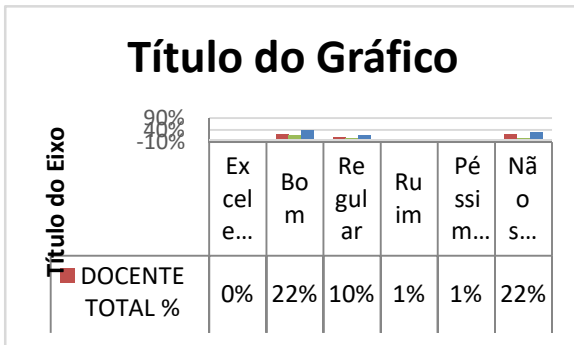 Título do Gráfico
Título do Eixo
90%
40%
-10%
Ex
cel
e...
Bo
m
Re
gul
ar
Ru
im
Pé
ssi
m...
Nã
o
s...
DOCENTE
TOTAL %
0% 22% 10% 1% 1% 22%